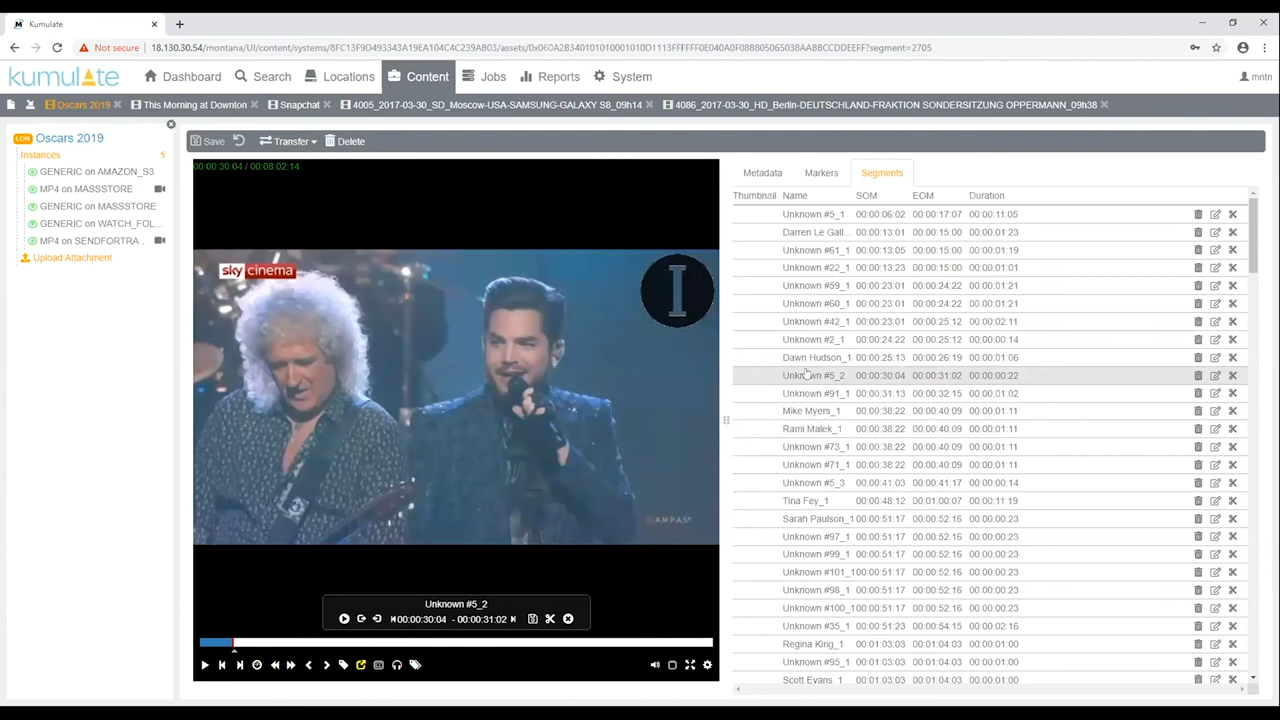 Kumulate
Not secure
18.130.30.54/montana/UI/content/systems/8FC13F9D493343A19EA104C4C239AB03/assets/0x060A2B340101010001010D1113FFFFFF0E040A0F088805065038AABBCCDDEEFF?segment=2705
kumulate
Dashboard
Search
Locations
Content
Jobs
Reports
System
mntn
Oscars 2019
This Morning at Downton
Snapchat
4005_2017-03-30_SD_Moscow-USA-SAMSUNG-GALAXY S8_09h14
4086_2017-03-30_HD_Berlin-DEUTSCHLAND-FRAKTION SONDERSITZUNG OPPERMANN_09h38
LON Oscars 2019
Instances 5
GENERIC on AMAZON_S3
MP4 on MASSSTORE
GENERIC on MASSSTORE
GENERIC on WATCH_FOL...
MP4 on SENDFORTRA...
Upload Attachment
Save
Transfer
Delete
00:00:30:04 / 00:08:02:14
sky cinema
A.M.P.A.S.®
Unknown #5_2
00:00:30:04 - 00:00:31:02
Metadata Markers Segments
Thumbnail Name SOM EOM Duration
Unknown #5_1 00:00:06:02 00:00:17:07 00:00:11:05
Darren Le Gall... 00:00:13:01 00:00:15:00 00:00:01:23
Unknown #61_1 00:00:13:05 00:00:15:00 00:00:01:19
Unknown #22_1 00:00:13:23 00:00:15:00 00:00:01:01
Unknown #59_1 00:00:23:01 00:00:24:22 00:00:01:21
Unknown #60_1 00:00:23:01 00:00:24:22 00:00:01:21
Unknown #42_1 00:00:23:01 00:00:25:12 00:00:02:11
Unknown #2_1 00:00:24:22 00:00:25:12 00:00:00:14
Dawn Hudson_1 00:00:25:13 00:00:26:19 00:00:01:06
Unknown #5_2 00:00:30:04 00:00:31:02 00:00:00:22
Unknown #91_1 00:00:31:13 00:00:32:15 00:00:01:02
Mike Myers_1 00:00:38:22 00:00:40:09 00:00:01:11
Rami Malek_1 00:00:38:22 00:00:40:09 00:00:01:11
Unknown #73_1 00:00:38:22 00:00:40:09 00:00:01:11
Unknown #71_1 00:00:38:22 00:00:40:09 00:00:01:11
Unknown #5_3 00:00:41:03 00:00:41:17 00:00:00:14
Tina Fey_1 00:00:48:12 00:01:00:07 00:00:11:19
Sarah Paulson_1 00:00:51:17 00:00:52:16 00:00:00:23
Unknown #97_1 00:00:51:17 00:00:52:16 00:00:00:23
Unknown #99_1 00:00:51:17 00:00:52:16 00:00:00:23
Unknown #101_1 00:00:51:17 00:00:52:16 00:00:00:23
Unknown #98_1 00:00:51:17 00:00:52:16 00:00:00:23
Unknown #100_1 00:00:51:17 00:00:52:16 00:00:00:23
Unknown #35_1 00:00:51:23 00:00:54:15 00:00:02:16
Regina King_1 00:01:03:03 00:01:04:03 00:00:01:00
Unknown #95_1 00:01:03:03 00:01:04:03 00:00:01:00
Scott Evans_1 00:01:03:03 00:01:04:03 00:00:01:00